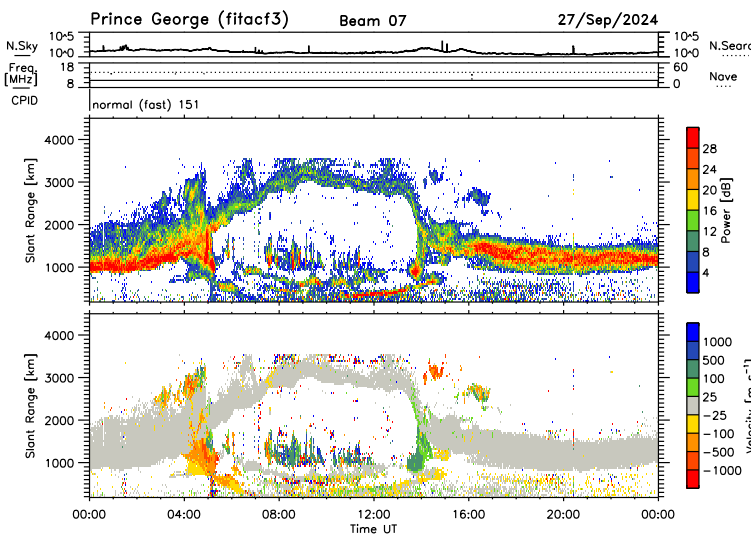 Prince George (fitacf3) Beam 07 27/Sep/2024
N.Sky 10^5 10^0 10^5 10^0
Freq. [MHz] 18 8 60 0 Nave
CPID normal (fast) 151
Slant Range [km] 4000 3000 2000 1000
Power [dB] 28 24 20 16 12 8 4
Slant Range [km] 4000 3000 2000 1000
1000 500 100 25 -25 -100 -500 -1000
00:00 04:00 08:00 12:00 16:00 20:00 00:00
Time UT